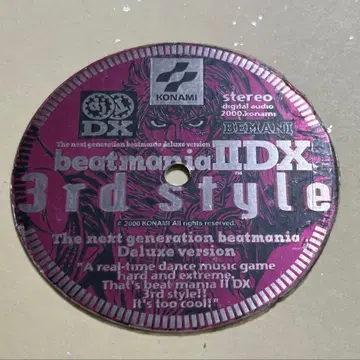 KONAMI
stereo
digital audio
2000.konami
DX
BEMANI
The next generation beatmania deluxe version
beatmania IIDX
3rd style
© 2000 KONAMI All rights reserved.
The next generation beatmania
Deluxe version
"A real-time dance music game
hard and extreme.
That's beat mania II DX
3rd style!!
It's too cool!"